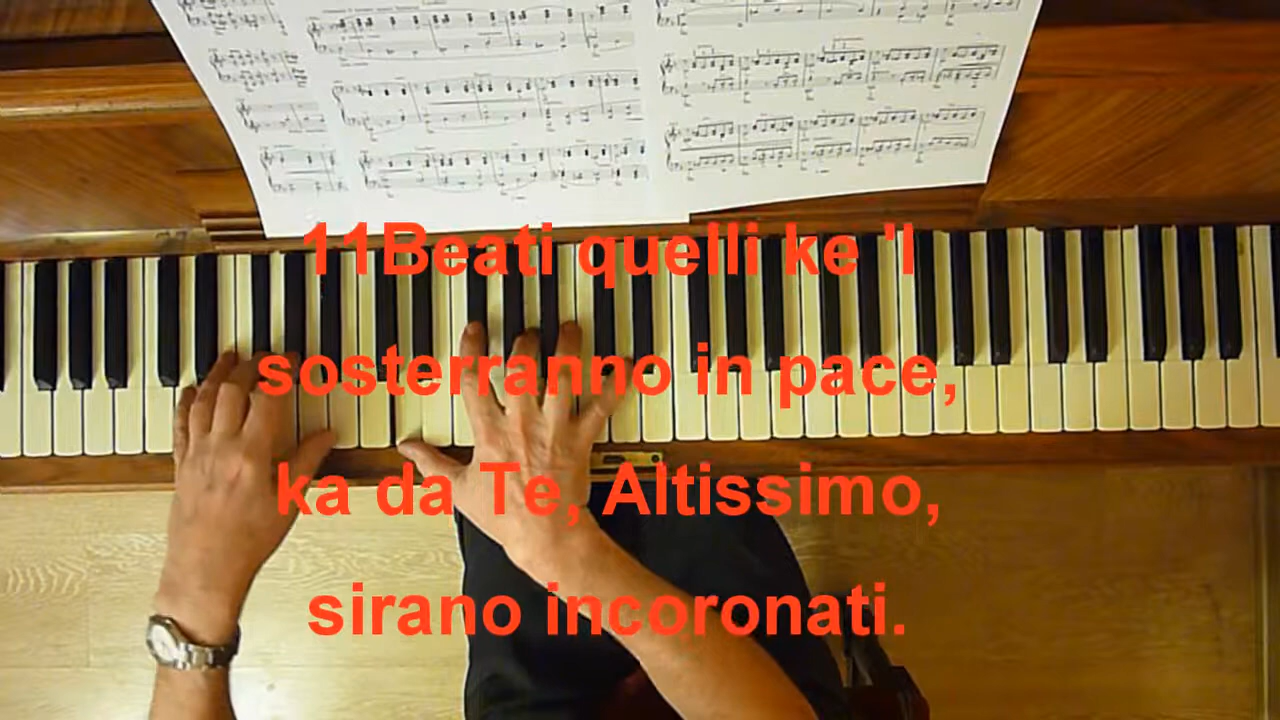 11Beati quelli ke 'l
sosterranno in pace,
ka da Te, Altissimo,
sirano incoronati.